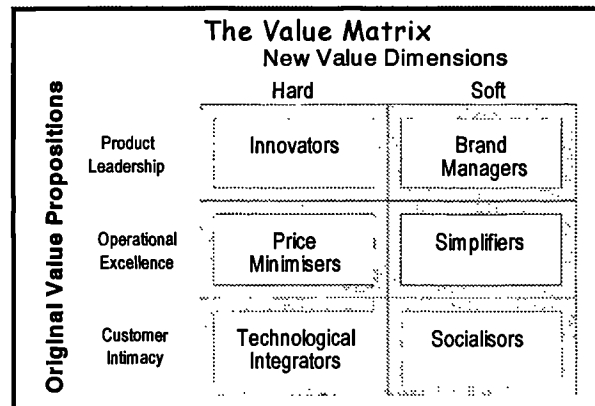 The Value Matrix
New Value Dimensions
Hard Soft
Original Value Propositions
Product
Leadership
Innovators
Brand
Managers
Operational
Excellence
Price
Minimisers
Simplifiers
Customer
Intimacy
Technological
Integrators
Socialisors